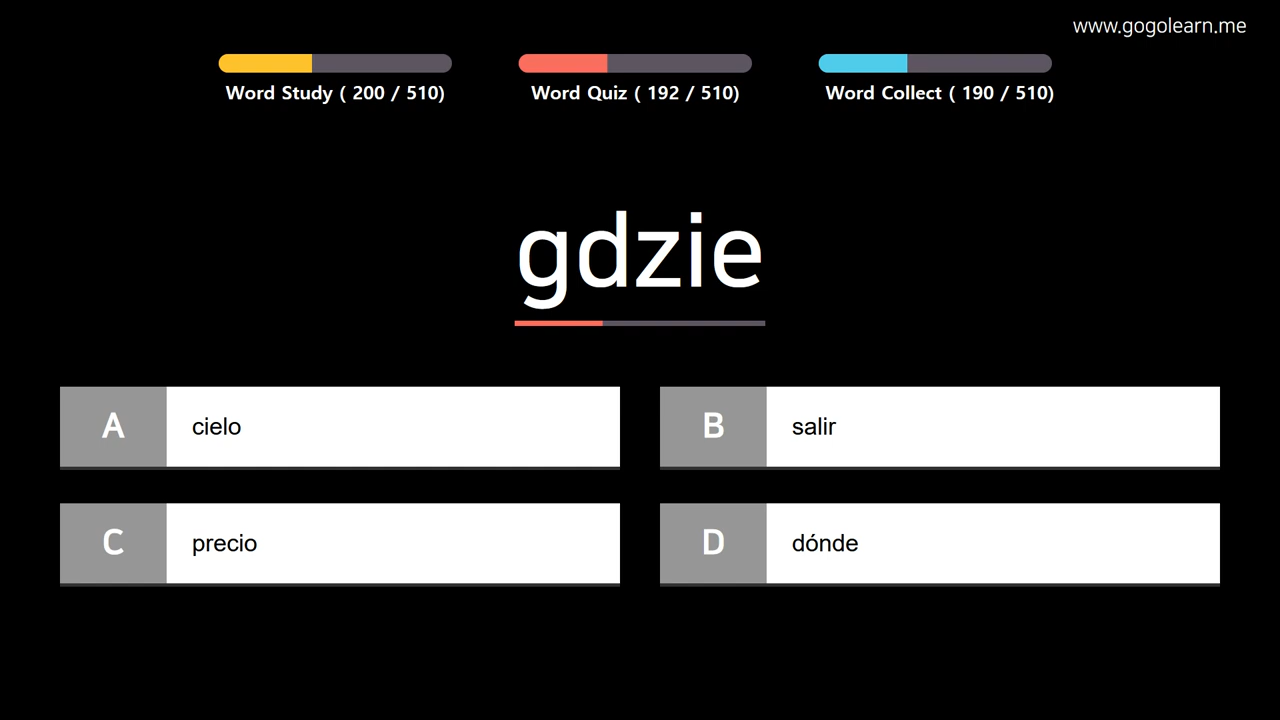 www.gogolearn.me
Word Study ( 200 / 510)
Word Quiz ( 192 / 510)
Word Collect ( 190 / 510)
gdzie
A cielo
B salir
C precio
D dónde